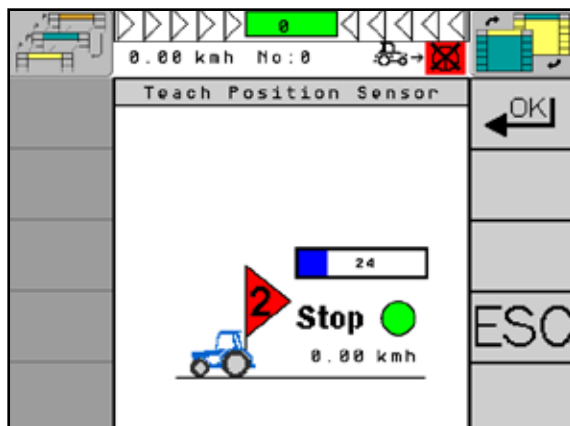 0
0.00 kmh No:0
Teach Position Sensor
OK
24
2
Stop
0.00 kmh
ESC